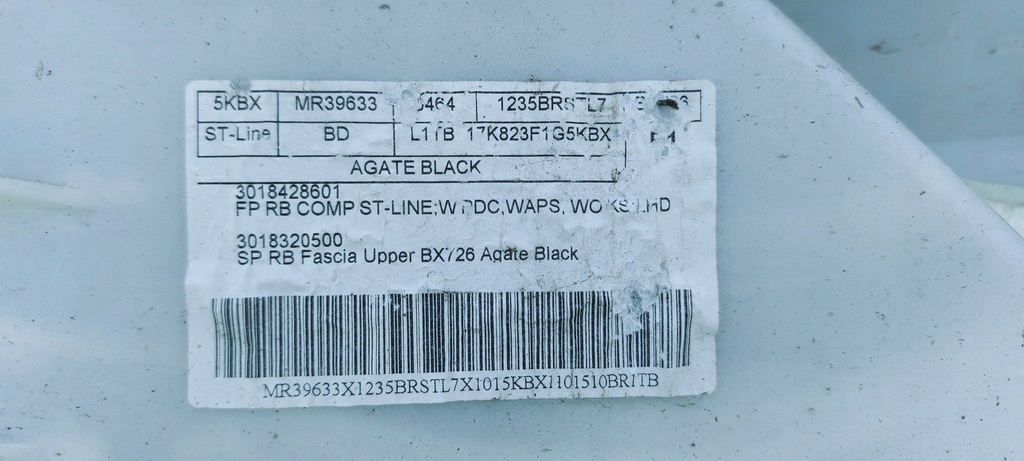 5KBX MR39633 1235BRSTL7
ST-Line BD L1TB 17K823F1G5KBX
AGATE BLACK
3018428601
FP RB COMP ST-LINE;W PDC,WAPS,
3018320500
SP RB Fascia Upper BX726 Agate Black
MR39633X1235BRSTL7X1015KBX1101510BR1TB